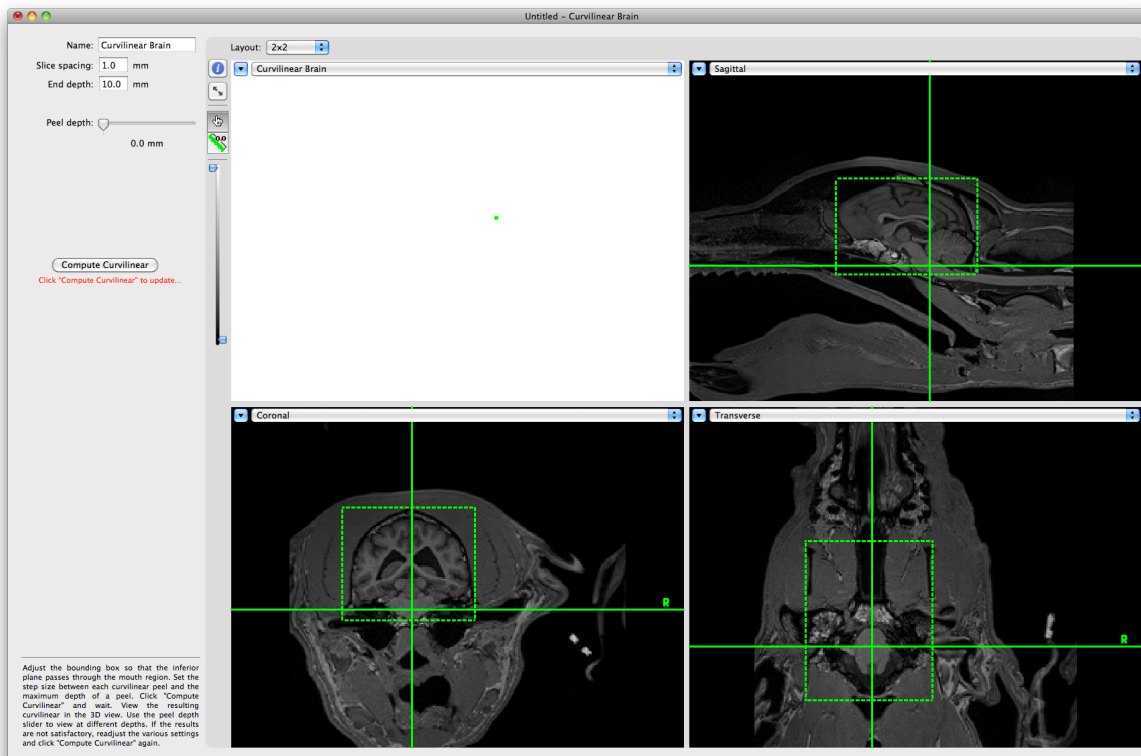 Untitled – Curvilinear Brain
Name: Curvilinear Brain
Slice spacing: 1.0 mm
End depth: 10.0 mm
Peel depth:
0.0 mm
Compute Curvilinear
Click "Compute Curvilinear" to update...
Adjust the bounding box so that the inferior
plane passes through the mouth region. Set the
step size between each curvilinear peel and the
maximum depth of a peel. Click "Compute
Curvilinear" and wait. View the resulting
curvilinear in the 3D view. Use the peel depth
slider to view at different depths. If the results
are not satisfactory, readjust the various settings
and click "Compute Curvilinear" again.
Layout: 2x2
Curvilinear Brain
Sagittal
Coronal
R
Transverse
R